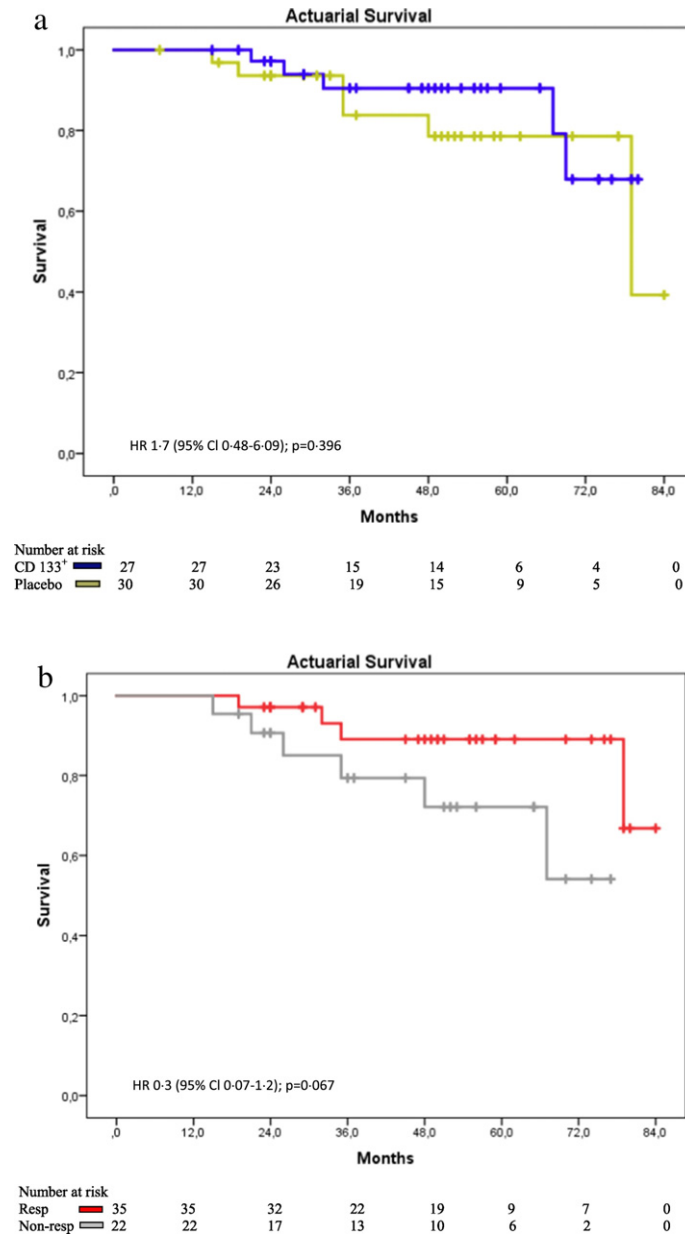 a
Actuarial Survival
1,0
0,8
0,6
0,4
0,2
0,0
Survival
HR 1·7 (95% CI 0·48-6·09); p=0·396
,0 12,0 24,0 36,0 48,0 60,0 72,0 84,0
Months
Number at risk
CD 133+ 27 27 23 15 14 6 4 0
Placebo 30 30 26 19 15 9 5 0
b
Actuarial Survival
1,0
0,8
0,6
0,4
0,2
0,0
Survival
HR 0·3 (95% CI 0·07-1·2); p=0·067
,0 12,0 24,0 36,0 48,0 60,0 72,0 84,0
Months
Number at risk
Resp 35 35 32 22 19 9 7 0
Non-resp 22 22 17 13 10 6 2 0